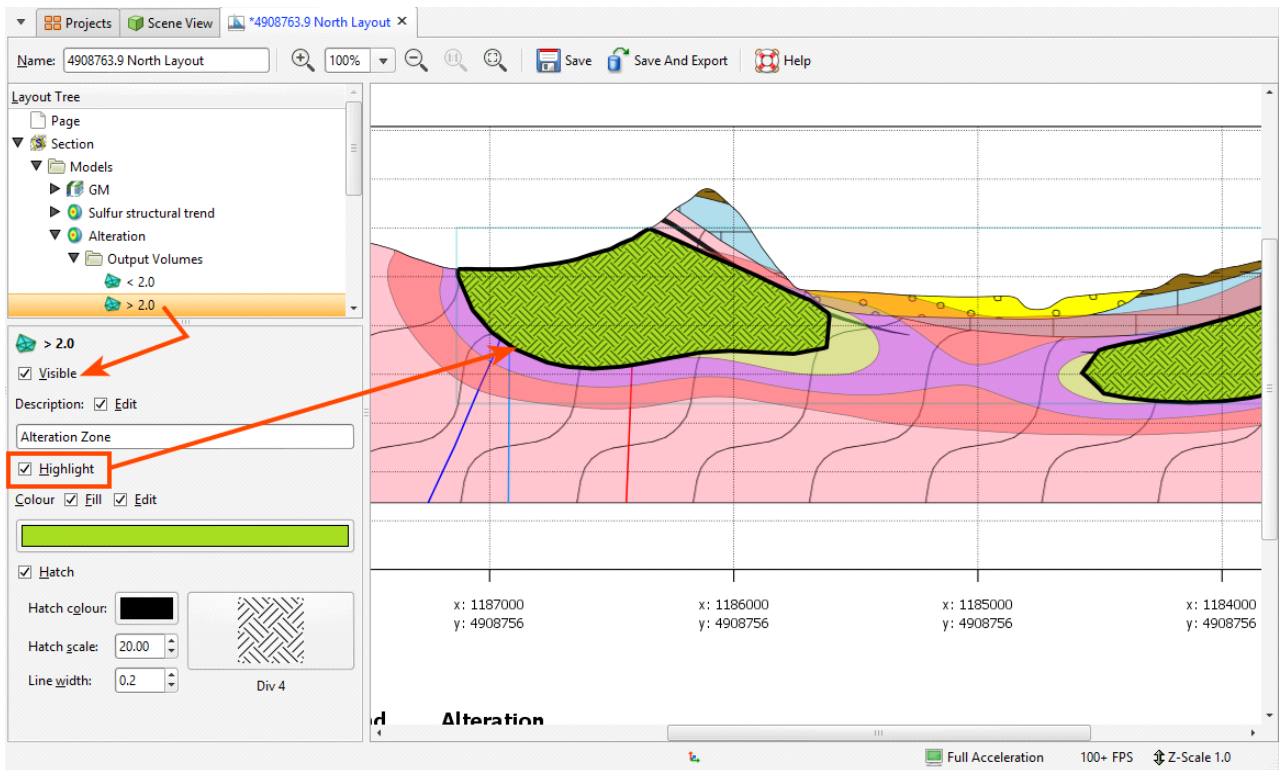 Projects Scene View *4908763.9 North Layout ×
Name: 4908763.9 North Layout 100% 1:1 Save Save And Export Help
Layout Tree
Page
Section
Models
GM
Sulfur structural trend
Alteration
Output Volumes
< 2.0
> 2.0
> 2.0
Visible
Description: Edit
Alteration Zone
Highlight
Colour Fill Edit
Hatch
Hatch colour:
Hatch scale: 20.00
Line width: 0.2
Div 4
x: 1187000 x: 1186000 x: 1185000 x: 1184000
y: 4908756 y: 4908756 y: 4908756 y: 4908756
d Alteration
Full Acceleration 100+ FPS Z-Scale 1.0